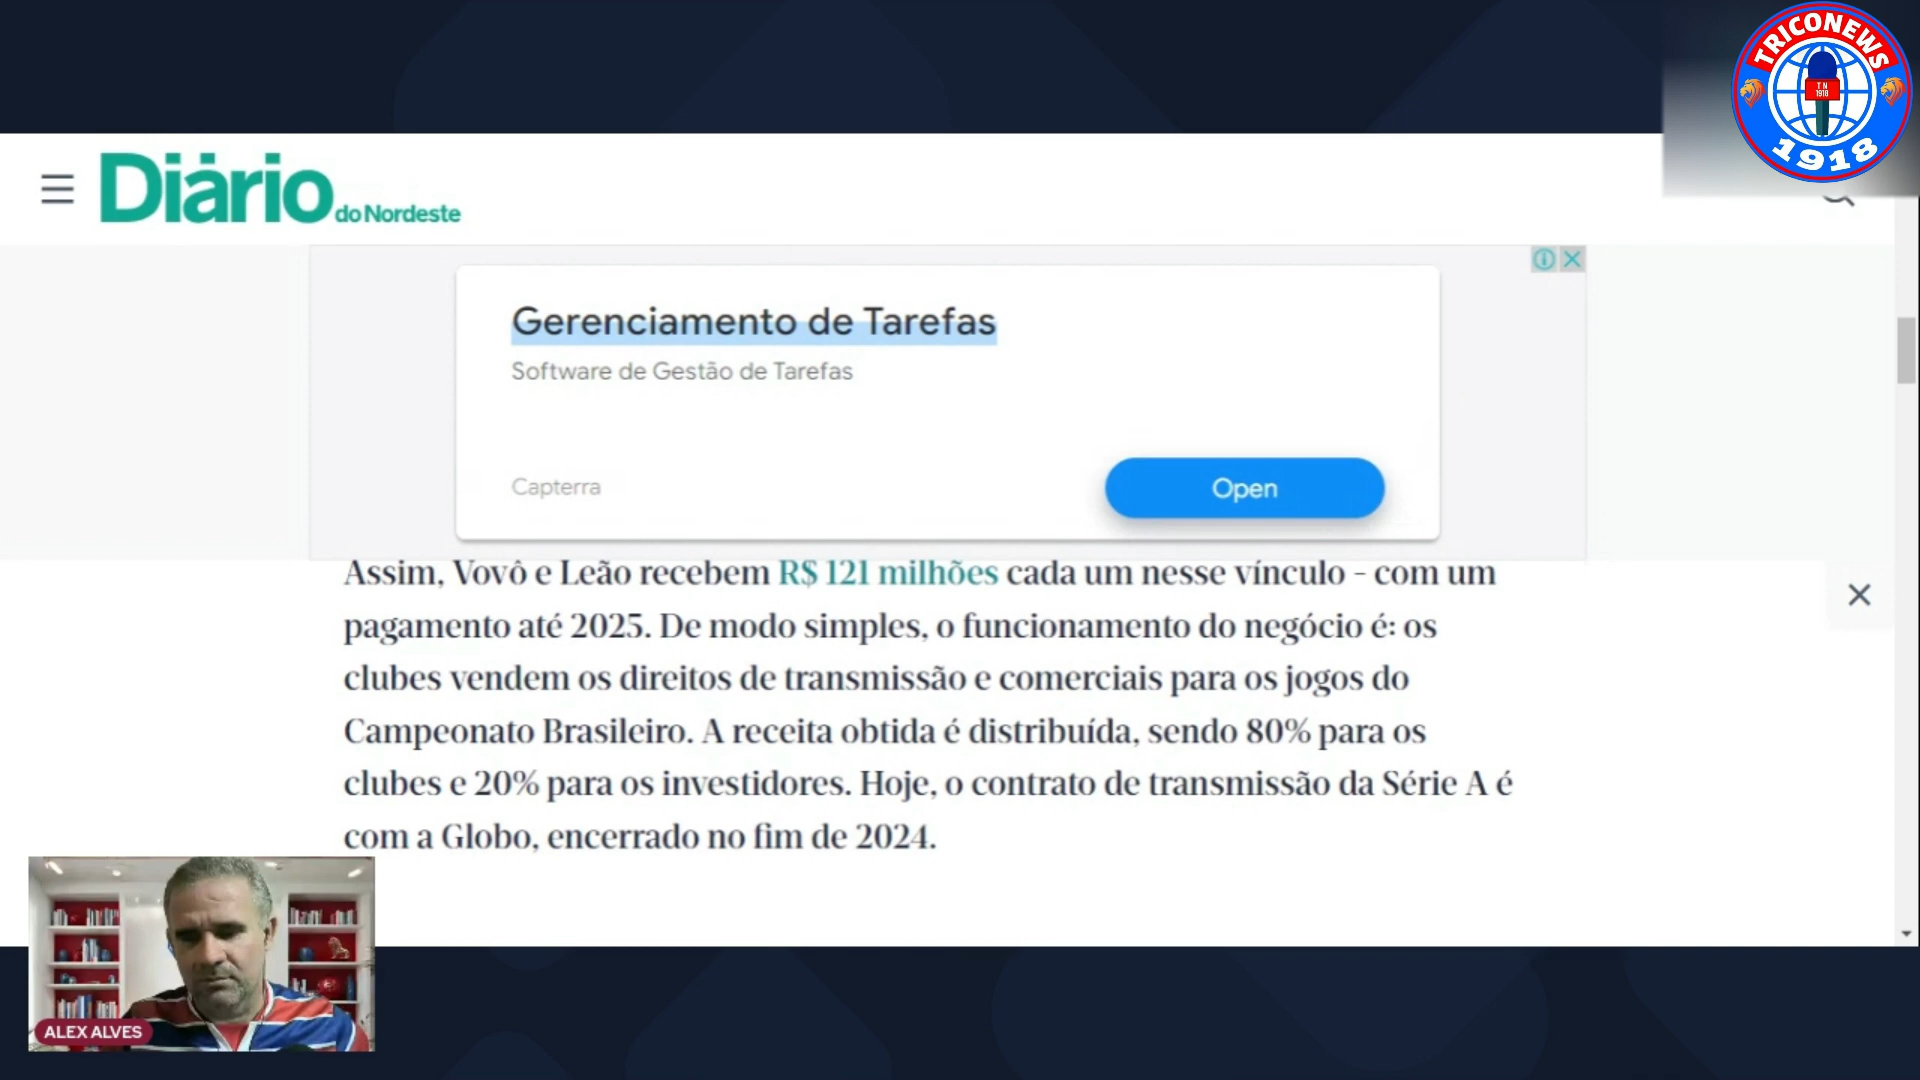 TRICONEWS
T N
1918
1918
Diário do Nordeste
Gerenciamento de Tarefas
Software de Gestão de Tarefas
Capterra
Open
Assim, Vovô e Leão recebem R$ 121 milhões cada um nesse vínculo - com um
pagamento até 2025. De modo simples, o funcionamento do negócio é: os
clubes vendem os direitos de transmissão e comerciais para os jogos do
Campeonato Brasileiro. A receita obtida é distribuída, sendo 80% para os
clubes e 20% para os investidores. Hoje, o contrato de transmissão da Série A é
com a Globo, encerrado no fim de 2024.
ALEX ALVES